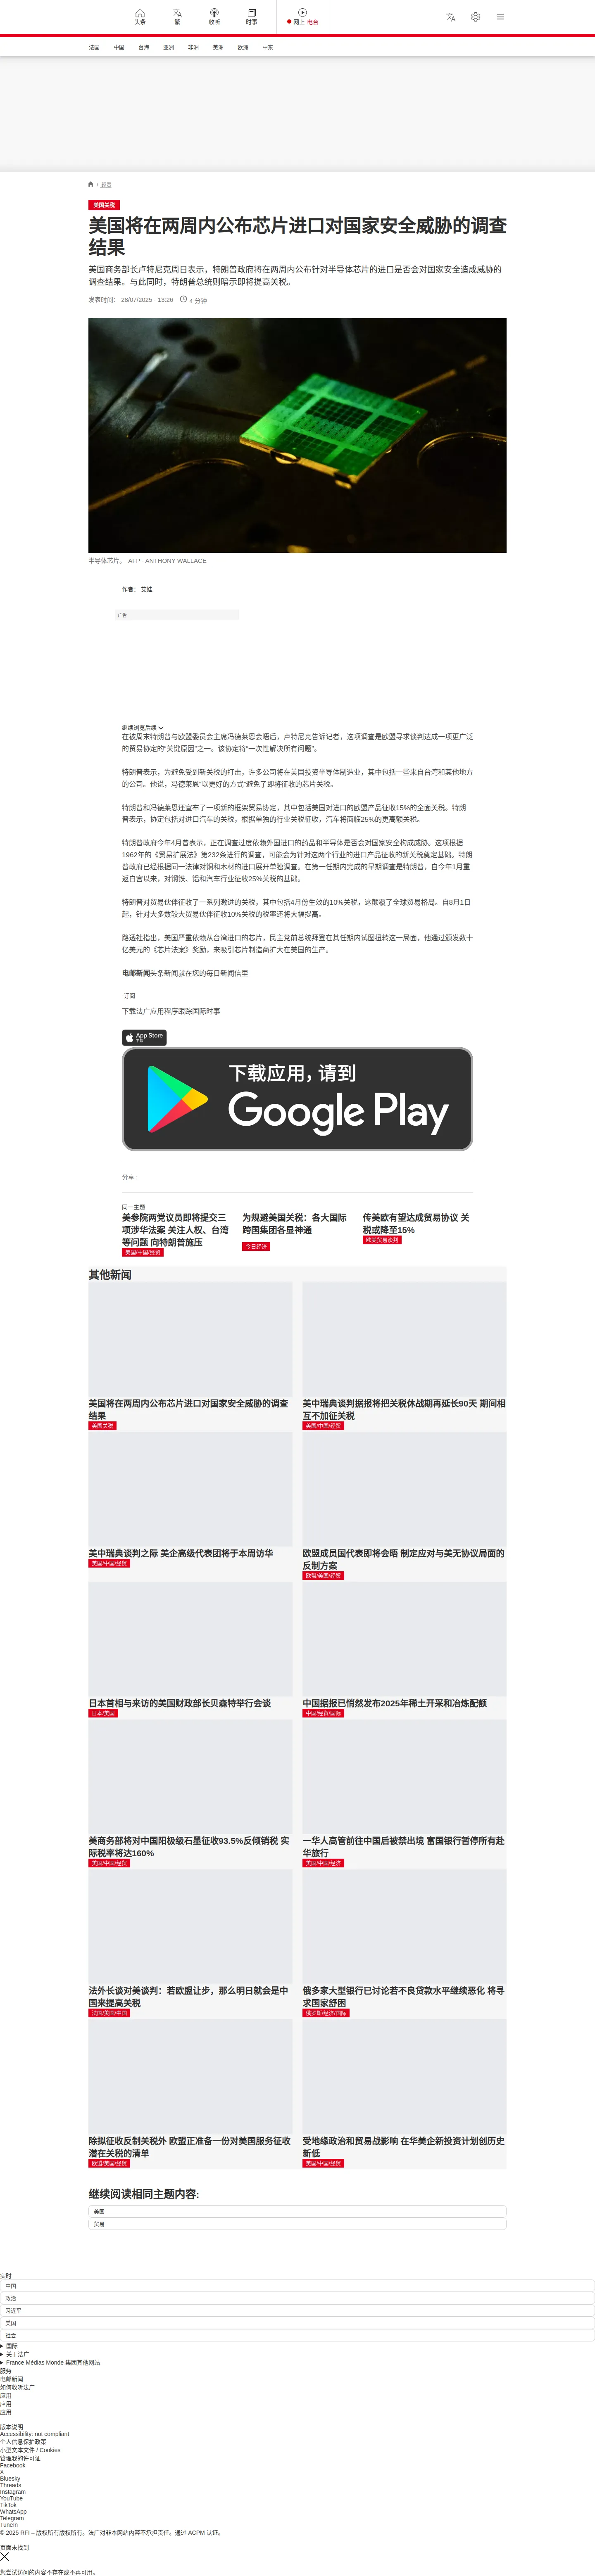 头条
繁
收听
时事
网上 电台
法国 中国 台海 亚洲 非洲 美洲 欧洲 中东
/ 经贸
美国关税
美国将在两周内公布芯片进口对国家安全威胁的调查
结果
美国商务部长卢特尼克周日表示，特朗普政府将在两周内公布针对半导体芯片的进口是否会对国家安全造成威胁的
调查结果。与此同时，特朗普总统则暗示即将提高关税。
发表时间： 28/07/2025 - 13:26 4 分钟
半导体芯片。 AFP - ANTHONY WALLACE
作者： 艾娃
广告
继续浏览后续
在被周末特朗普与欧盟委员会主席冯德莱恩会晤后，卢特尼克告诉记者，这项调查是欧盟寻求谈判达成一项更广泛
的贸易协定的“关键原因”之一。该协定将“一次性解决所有问题”。
特朗普表示，为避免受到新关税的打击，许多公司将在美国投资半导体制造业，其中包括一些来自台湾和其他地方
的公司。他说，冯德莱恩“以更好的方式”避免了即将征收的芯片关税。
特朗普和冯德莱恩还宣布了一项新的框架贸易协定，其中包括美国对进口的欧盟产品征收15%的全面关税。特朗
普表示，协定包括对进口汽车的关税，根据单独的行业关税征收，汽车将面临25%的更高额关税。
特朗普政府今年4月曾表示，正在调查过度依赖外国进口的药品和半导体是否会对国家安全构成威胁。这项根据
1962年的《贸易扩展法》第232条进行的调查，可能会为针对这两个行业的进口产品征收的新关税奠定基础。特朗
普政府已经根据同一法律对铜和木材的进口展开单独调查。在第一任期内完成的早期调查是特朗普，自今年1月重
返白宫以来，对钢铁、铝和汽车行业征收25%关税的基础。
特朗普对贸易伙伴征收了一系列激进的关税，其中包括4月份生效的10%关税，这颠覆了全球贸易格局。自8月1日
起，针对大多数较大贸易伙伴征收10%关税的税率还将大幅提高。
路透社指出，美国严重依赖从台湾进口的芯片，民主党前总统拜登在其任期内试图扭转这一局面，他通过颁发数十
亿美元的《芯片法案》奖励，来吸引芯片制造商扩大在美国的生产。
电邮新闻头条新闻就在您的每日新闻信里
订阅
下载法广应用程序跟踪国际时事
App Store
下载
下载应用，请到
Google Play
分享 :
同一主题
美参院两党议员即将提交三
项涉华法案 关注人权、台湾
等问题 向特朗普施压
美国/中国/经贸
为规避美国关税：各大国际
跨国集团各显神通
今日经济
传美欧有望达成贸易协议 关
税或降至15%
欧美贸易谈判
其他新闻
美国将在两周内公布芯片进口对国家安全威胁的调查
结果
美国关税
美中瑞典谈判据报将把关税休战期再延长90天 期间相
互不加征关税
美国/中国/经贸
美中瑞典谈判之际 美企高级代表团将于本周访华
美国/中国/经贸
欧盟成员国代表即将会晤 制定应对与美无协议局面的
反制方案
欧盟/美国/经贸
日本首相与来访的美国财政部长贝森特举行会谈
日本/美国
中国据报已悄然发布2025年稀土开采和冶炼配额
中国/经贸/国际
美商务部将对中国阳极级石墨征收93.5%反倾销税 实
际税率将达160%
美国/中国/经贸
一华人高管前往中国后被禁出境 富国银行暂停所有赴
华旅行
美国/中国/经济
法外长谈对美谈判：若欧盟让步，那么明日就会是中
国来提高关税
法国/美国/中国
俄多家大型银行已讨论若不良贷款水平继续恶化 将寻
求国家舒困
俄罗斯/经济/国际
除拟征收反制关税外 欧盟正准备一份对美国服务征收
潜在关税的清单
欧盟/美国/经贸
受地缘政治和贸易战影响 在华美企新投资计划创历史
新低
美国/中国/经贸
继续阅读相同主题内容:
美国
贸易
实时
中国
政治
习近平
美国
社会
国际
关于法广
France Médias Monde 集团其他网站
服务
电邮新闻
如何收听法广
应用
应用
应用
版本说明
Accessibility: not compliant
个人信息保护政策
小型文本文件 / Cookies
管理我的许可证
Facebook
X
Bluesky
Threads
Instagram
YouTube
TikTok
WhatsApp
Telegram
TuneIn
© 2025 RFI – 版权所有版权所有。法广对非本网站内容不承担责任。通过 ACPM 认证。
页面未找到
您尝试访问的内容不存在或不再可用。